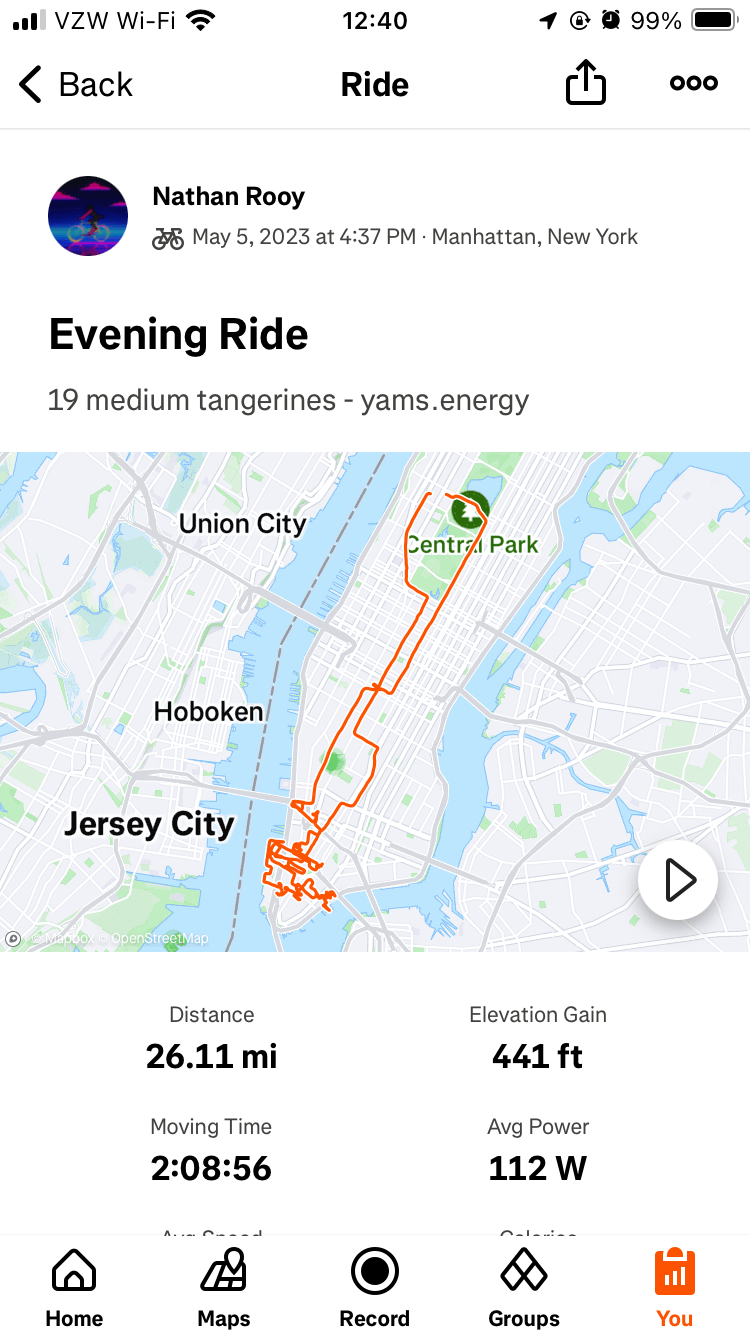 VZW Wi-Fi 12:40 99%
Back Ride
Nathan Rooy
May 5, 2023 at 4:37 PM · Manhattan, New York
Evening Ride
19 medium tangerines - yams.energy
Union City
Central Park
Hoboken
Jersey City
© Mapbox © OpenStreetMap
Distance Elevation Gain
26.11 mi 441 ft
Moving Time Avg Power
2:08:56 112 W
Avg Speed Calories
Home Maps Record Groups You